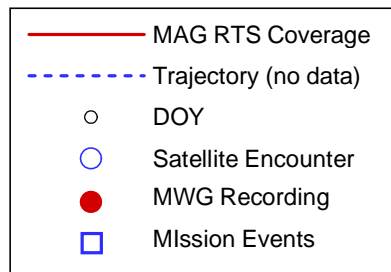 MAG RTS Coverage
Trajectory (no data)
DOY
Satellite Encounter
MWG Recording
MIssion Events